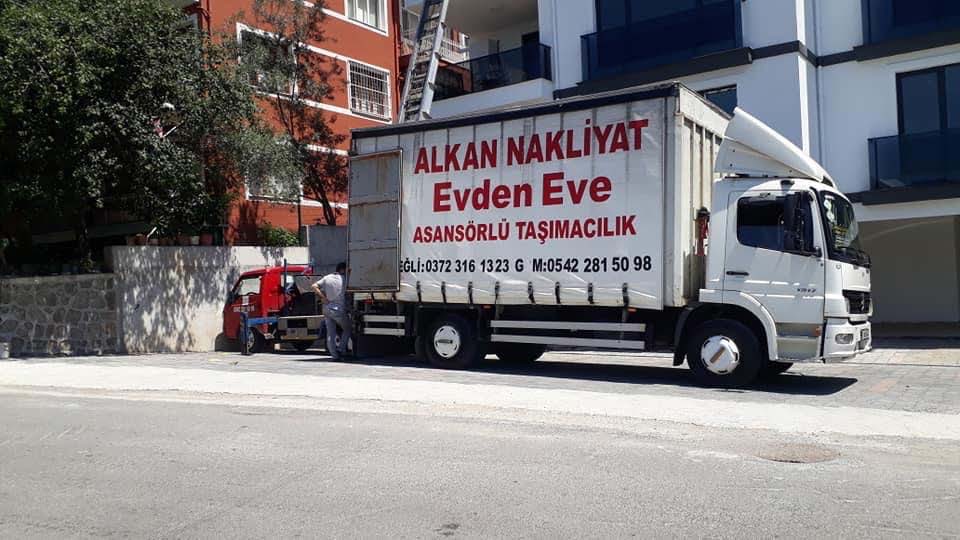 ALKAN NAKLİYAT
Evden Eve
ASANSÖRLÜ TAŞIMACILIK
EĞLİ:0372 316 1323 G M:0542 281 50 98